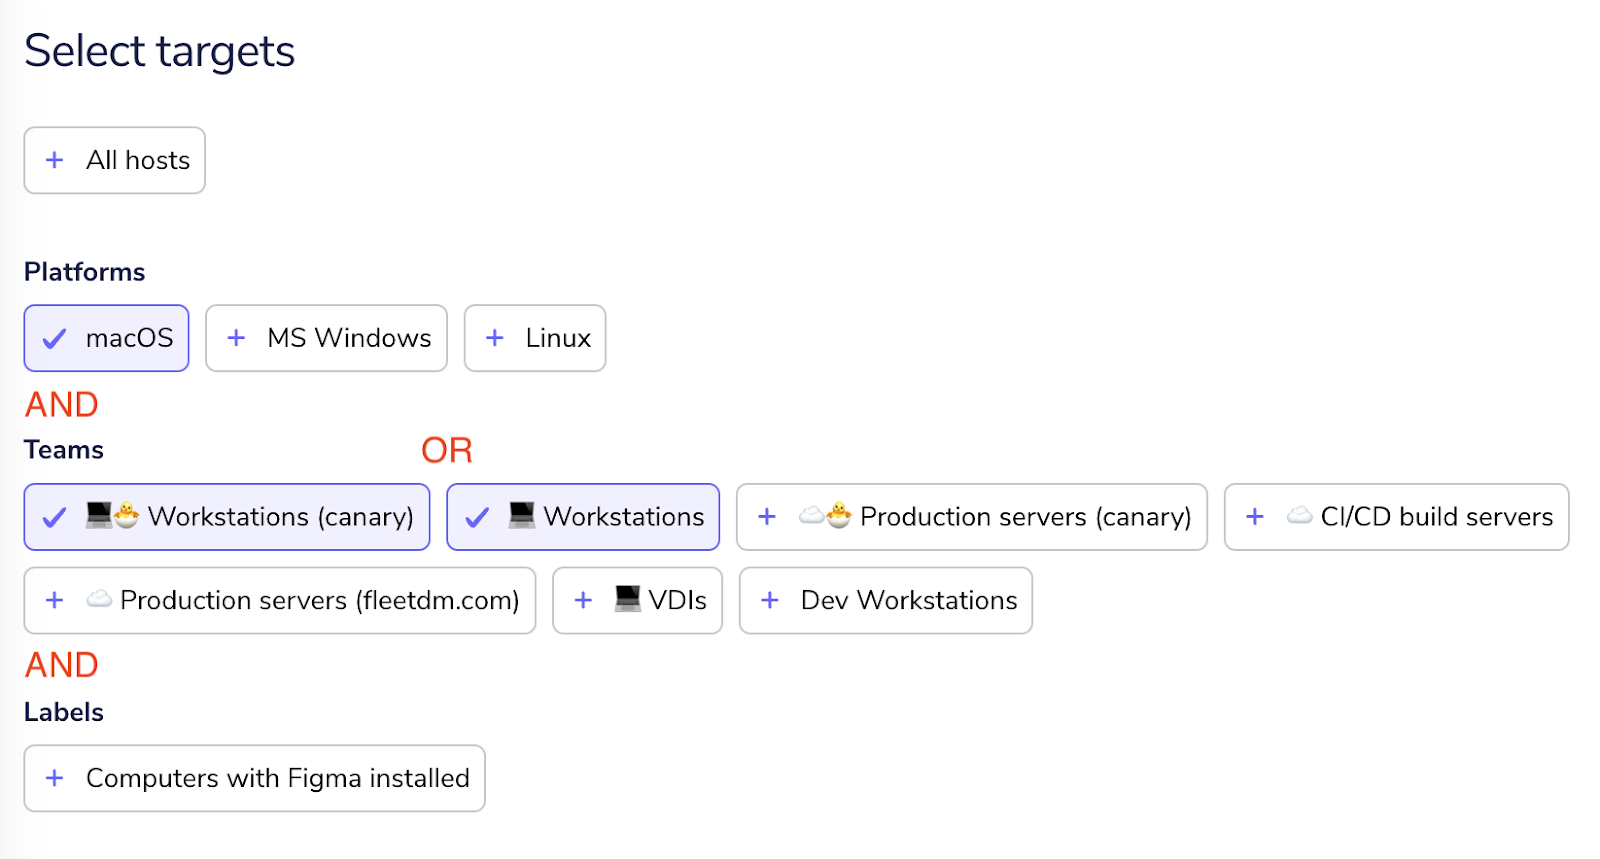 Select targets
+ All hosts
Platforms
✓ macOS + MS Windows + Linux
AND
Teams OR
✓ 💻🐣 Workstations (canary) ✓ 💻 Workstations + ☁️🐣 Production servers (canary) + ☁️ CI/CD build servers
+ ☁️ Production servers (fleetdm.com) + 💻 VDIs + Dev Workstations
AND
Labels
+ Computers with Figma installed